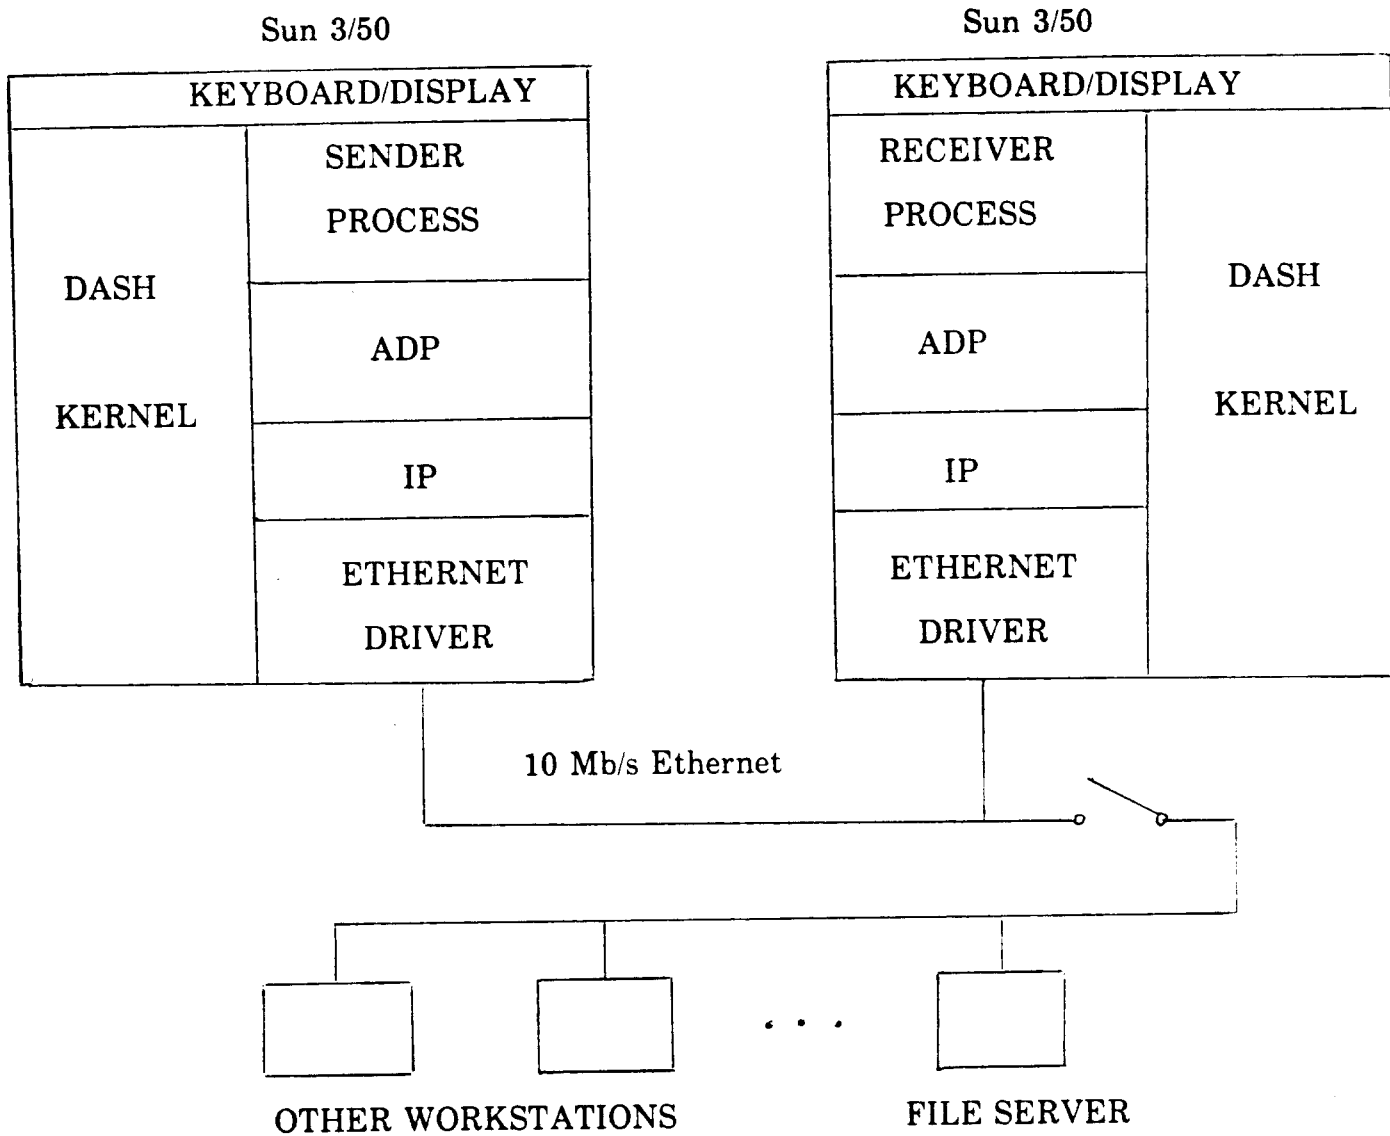 Sun 3/50
KEYBOARD/DISPLAY
SENDER
PROCESS
DASH
KERNEL
ADP
IP
ETHERNET
DRIVER
Sun 3/50
KEYBOARD/DISPLAY
RECEIVER
PROCESS
DASH
KERNEL
ADP
IP
ETHERNET
DRIVER
10 Mb/s Ethernet
. . .
OTHER WORKSTATIONS
FILE SERVER